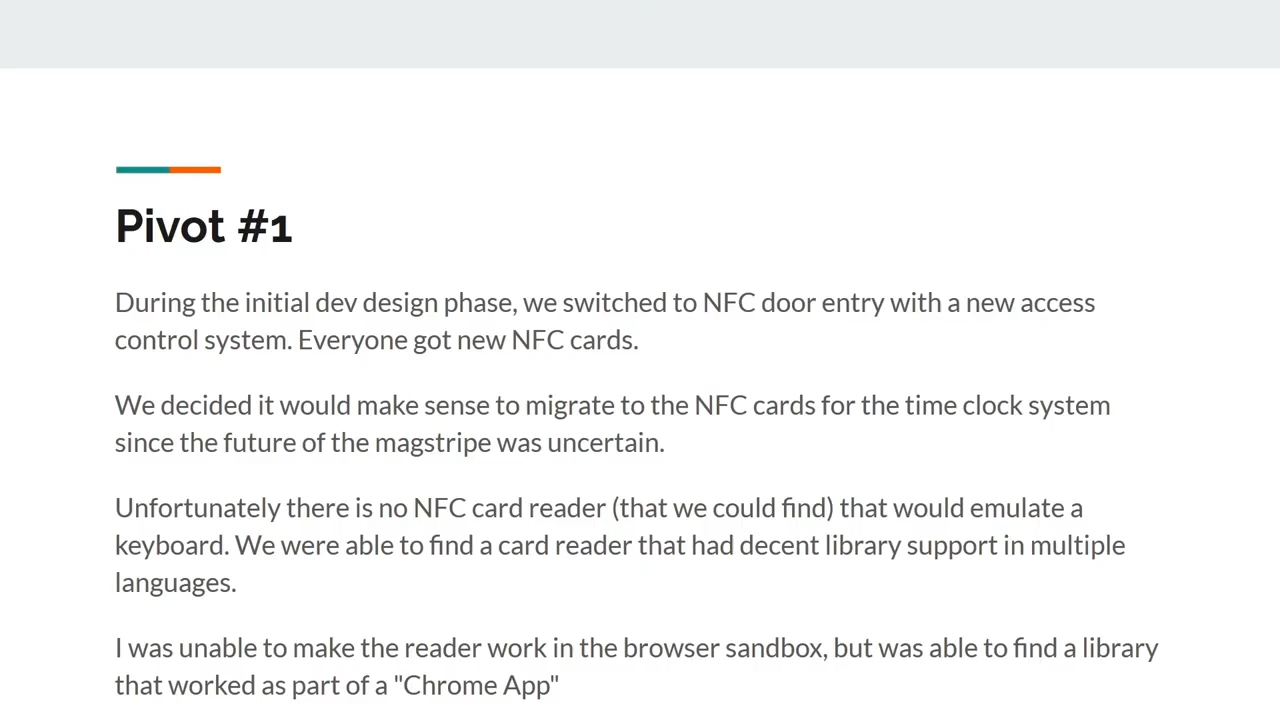 Pivot #1
During the initial dev design phase, we switched to NFC door entry with a new access
control system. Everyone got new NFC cards.
We decided it would make sense to migrate to the NFC cards for the time clock system
since the future of the magstripe was uncertain.
Unfortunately there is no NFC card reader (that we could find) that would emulate a
keyboard. We were able to find a card reader that had decent library support in multiple
languages.
I was unable to make the reader work in the browser sandbox, but was able to find a library
that worked as part of a "Chrome App"